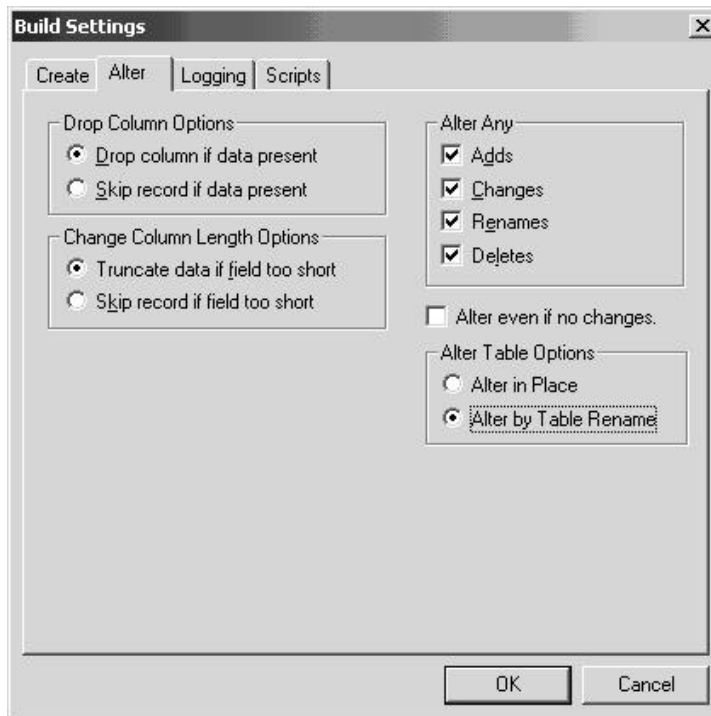 Build Settings
Create Alter Logging Scripts
Drop Column Options
Drop column if data present
Skip record if data present
Change Column Length Options
Truncate data if field too short
Skip record if field too short
Alter Any
Adds
Changes
Renames
Deletes
Alter even if no changes.
Alter Table Options
Alter in Place
Alter by Table Rename
OK Cancel